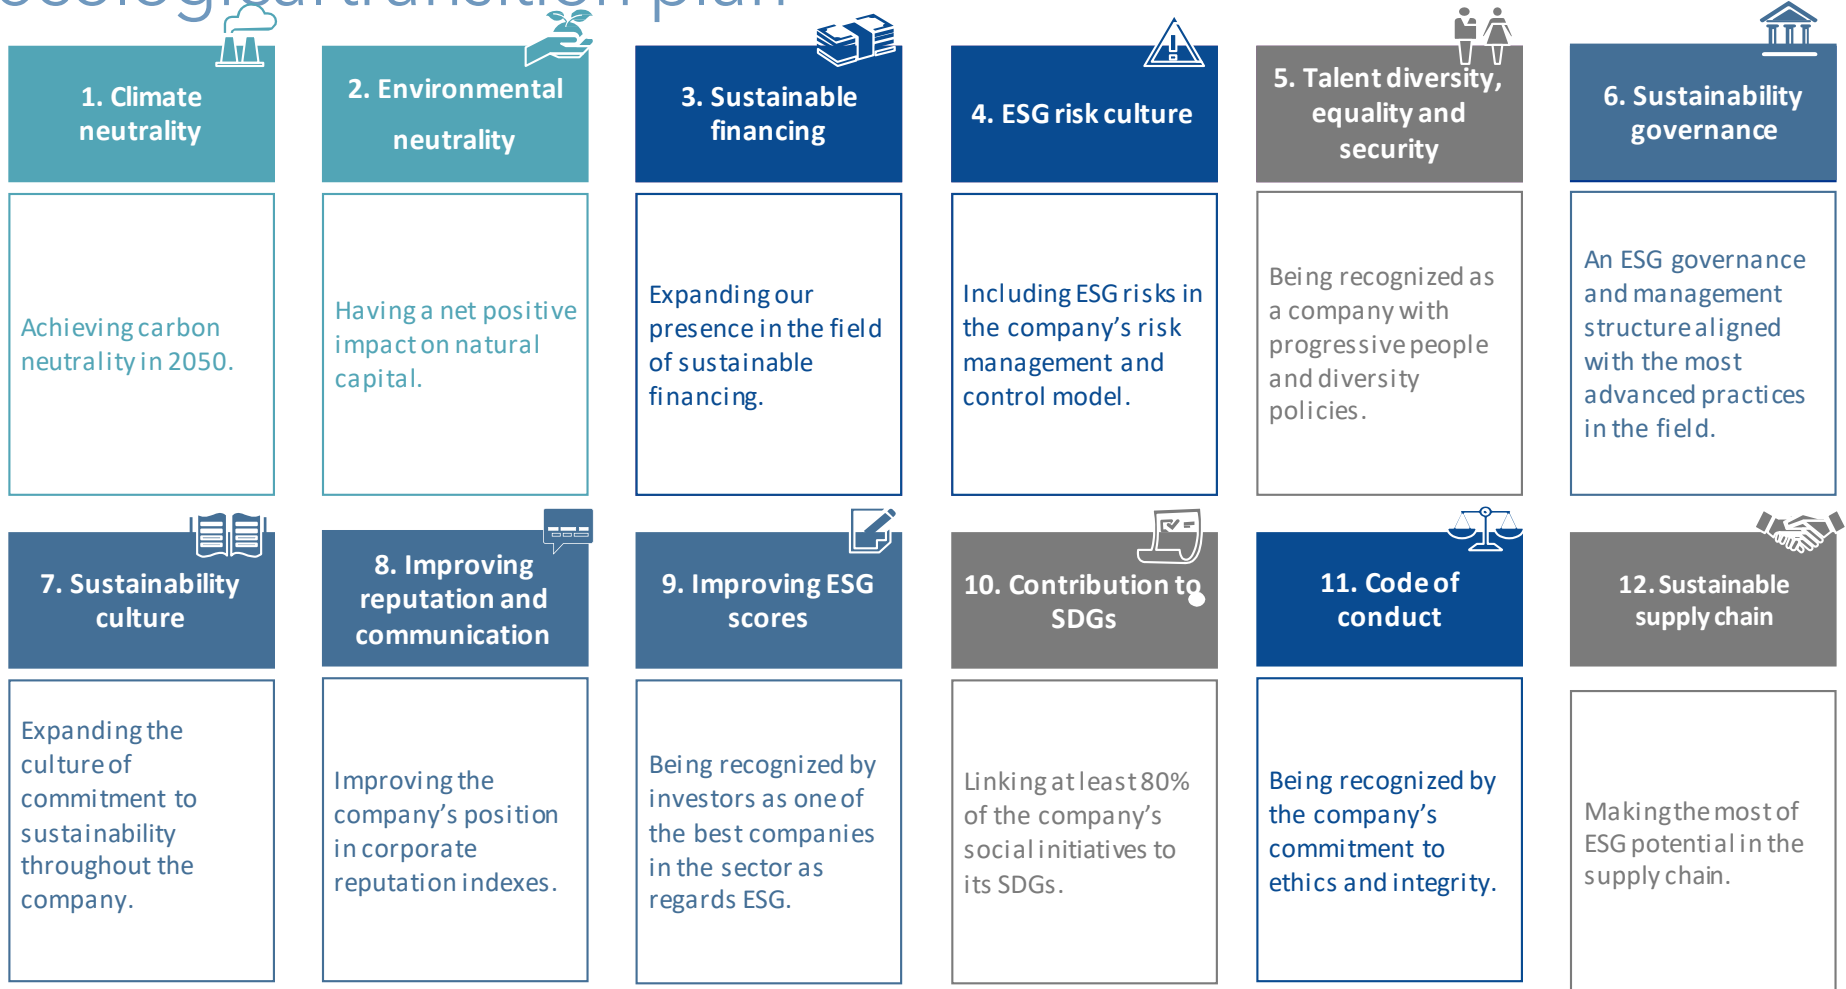 ecological transition plan
1. Climate
neutrality
2. Environmental
neutrality
3. Sustainable
financing
4. ESG risk culture
5. Talent diversity,
equality and
security
6. Sustainability
governance
Achieving carbon
neutrality in 2050.
Having a net positive
impact on natural
capital.
Expanding our
presence in the field
of sustainable
financing.
Including ESG risks in
the company’s risk
management and
control model.
Being recognized as
a company with
progressive people
and diversity
policies.
An ESG governance
and management
structure aligned
with the most
advanced practices
in the field.
7. Sustainability
culture
8. Improving
reputation and
communication
9. Improving ESG
scores
10. Contribution to
SDGs
11. Code of
conduct
12. Sustainable
supply chain
Expanding the
culture of
commitment to
sustainability
throughout the
company.
Improving the
company’s position
in corporate
reputation indexes.
Being recognized by
investors as one of
the best companies
in the sector as
regards ESG.
Linking at least 80%
of the company’s
social initiatives to
its SDGs.
Being recognized by
the company’s
commitment to
ethics and integrity.
Making the most of
ESG potential in the
supply chain.